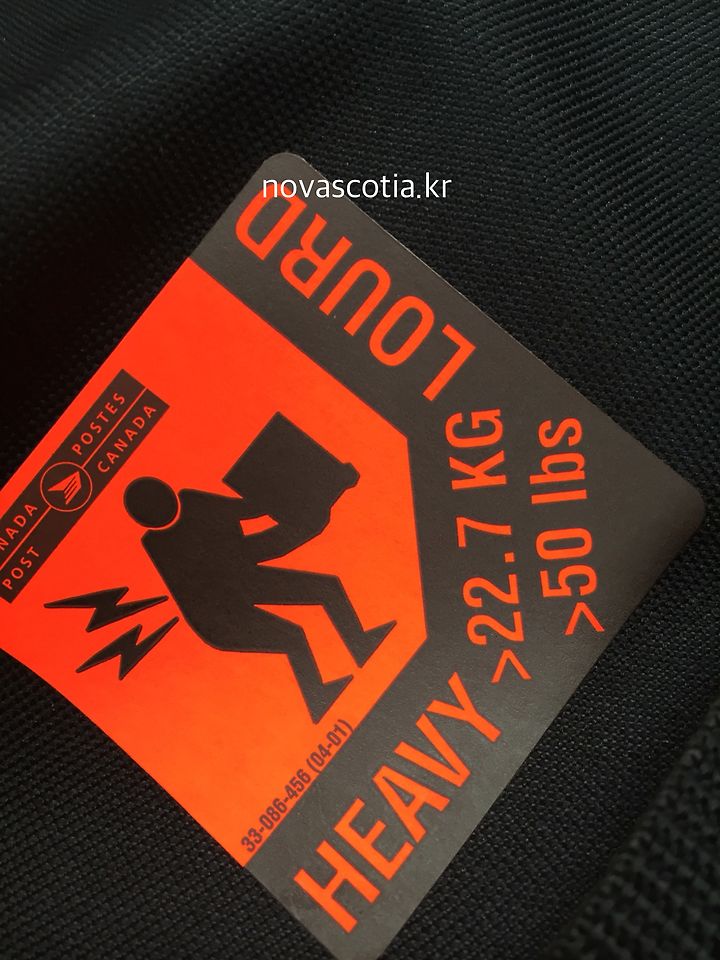 novascotia.kr
LOURD
POSTES
CANADA
NADA
POST
>22.7 KG
>50 lbs
HEAVY
33-086-456 (04-01)